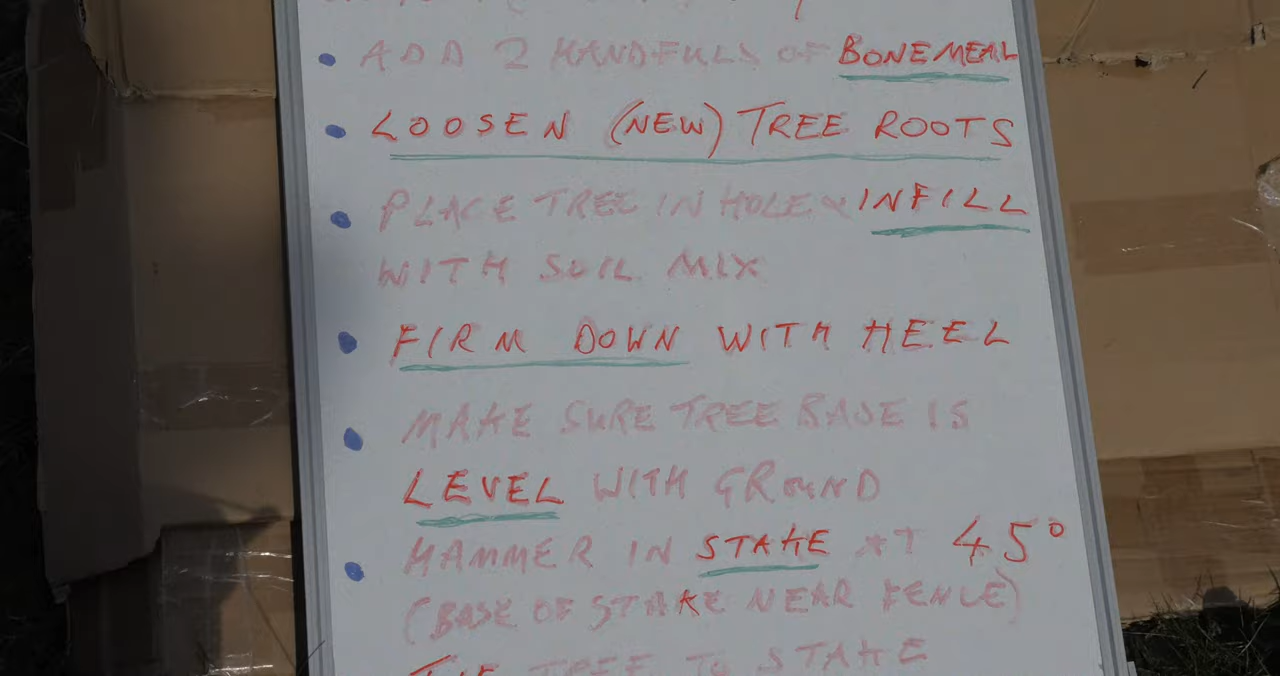 • ADD 2 HANDFULS OF BONEMEAL
• LOOSEN (NEW) TREE ROOTS
• PLACE TREE IN HOLE & INFILL
WITH SOIL MIX
• FIRM DOWN WITH HEEL
• MAKE SURE TREE BASE IS
LEVEL WITH GROUND
• HAMMER IN STAKE AT 45°
(BASE OF STAKE NEAR FENCE)
TIE TREE TO STAKE